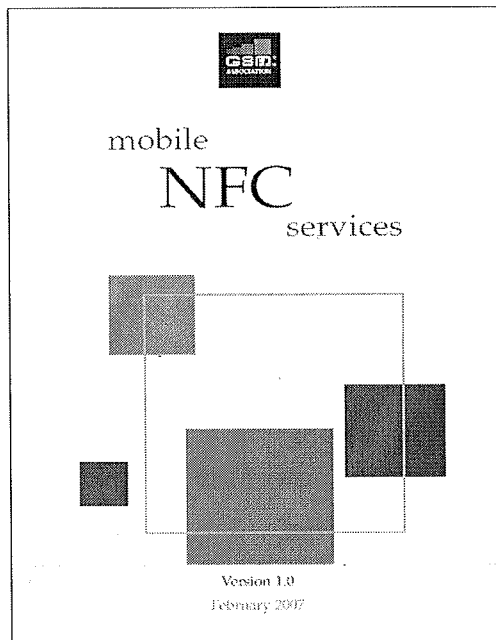 GSM
ASSOCIATION
mobile
NFC
services
Version 1.0
February 2007